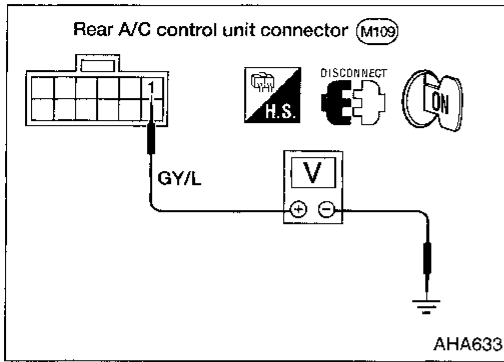 Rear A/C control unit connector M109
DISCONNECT
1
H.S.
ON
GY/L
V
+ −
AHA633